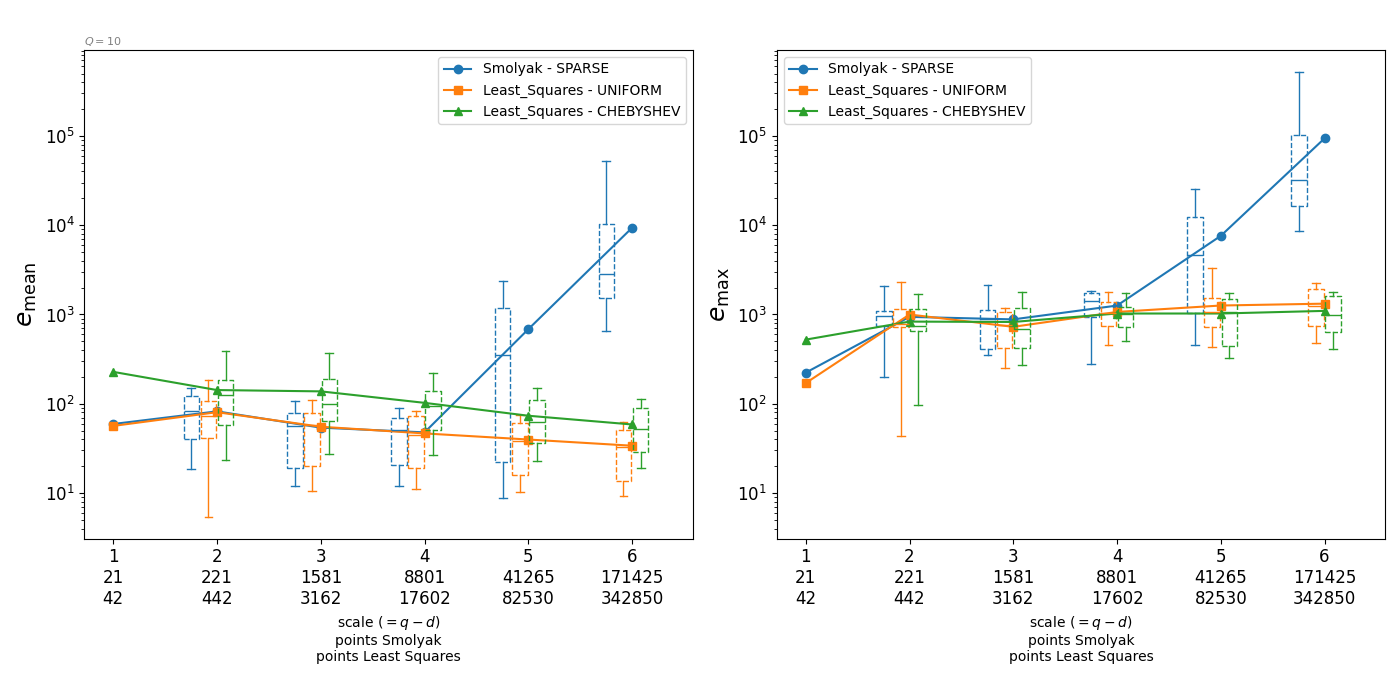 Q = 10
Smolyak - SPARSE
Least_Squares - UNIFORM
Least_Squares - CHEBYSHEV
e_mean
10^5
10^4
10^3
10^2
10^1
1 2 3 4 5 6
21 221 1581 8801 41265 171425
42 442 3162 17602 82530 342850
scale (= q − d)
points Smolyak
points Least Squares
Smolyak - SPARSE
Least_Squares - UNIFORM
Least_Squares - CHEBYSHEV
e_max
10^5
10^4
10^3
10^2
10^1
1 2 3 4 5 6
21 221 1581 8801 41265 171425
42 442 3162 17602 82530 342850
scale (= q − d)
points Smolyak
points Least Squares